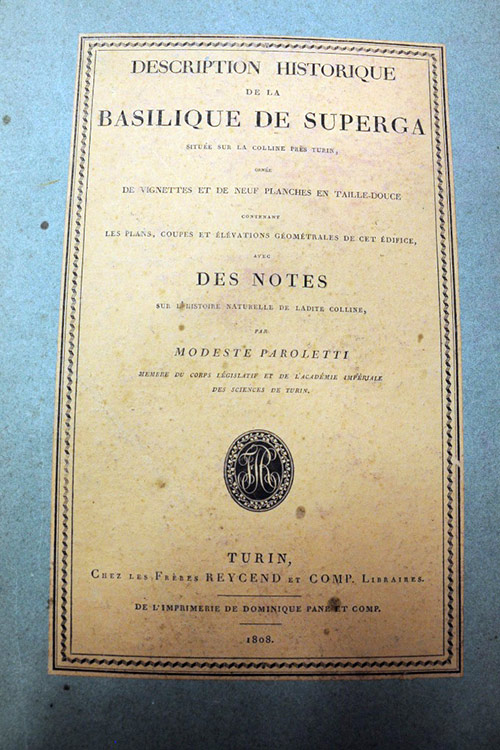 DESCRIPTION HISTORIQUE
DE LA
BASILIQUE DE SUPERGA
SITUÉE SUR LA COLLINE PRÈS TURIN,
ORNÉE
DE VIGNETTES ET DE NEUF PLANCHES EN TAILLE-DOUCE
CONTENANT
LES PLANS, COUPES ET ÉLÉVATIONS GÉOMÉTRALES DE CET ÉDIFICE,
AVEC
DES NOTES
SUR L'HISTOIRE NATURELLE DE LADITE COLLINE,
PAR
MODESTE PAROLETTI
MEMBRE DU CORPS LÉGISLATIF ET DE L'ACADÉMIE IMPÉRIALE
DES SCIENCES DE TURIN.
TURIN,
CHEZ LES FRÈRES REYCEND ET COMP. LIBRAIRES.
DE L'IMPRIMERIE DE DOMINIQUE PANE ET COMP.
1808.